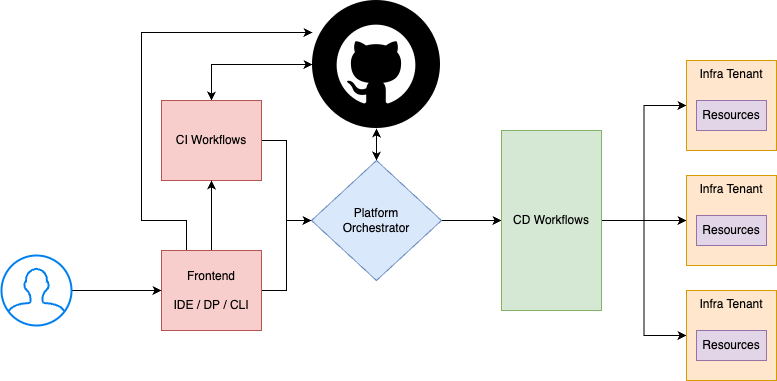 Infra Tenant
Resources
CI Workflows
Platform
Orchestrator
CD Workflows
Infra Tenant
Resources
Frontend
IDE / DP / CLI
Infra Tenant
Resources